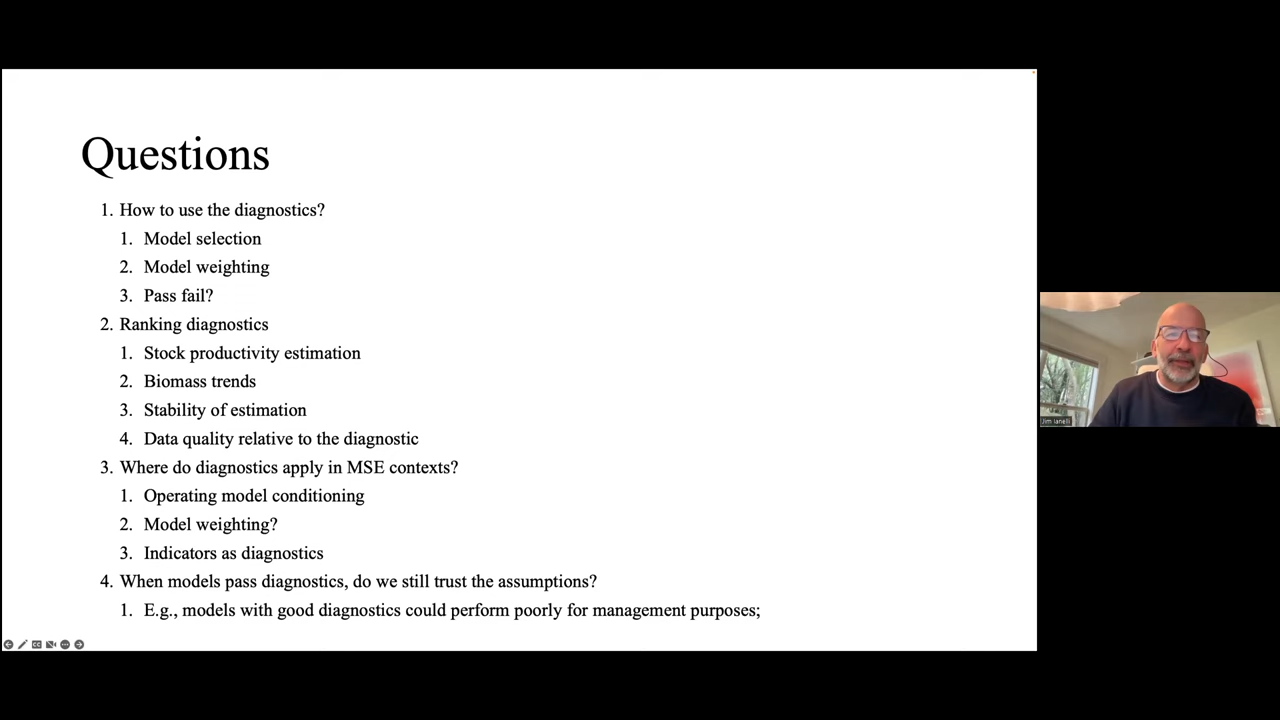 Questions
1. How to use the diagnostics?
1. Model selection
2. Model weighting
3. Pass fail?
2. Ranking diagnostics
1. Stock productivity estimation
2. Biomass trends
3. Stability of estimation
4. Data quality relative to the diagnostic
3. Where do diagnostics apply in MSE contexts?
1. Operating model conditioning
2. Model weighting?
3. Indicators as diagnostics
4. When models pass diagnostics, do we still trust the assumptions?
1. E.g., models with good diagnostics could perform poorly for management purposes;
Jim Ianelli